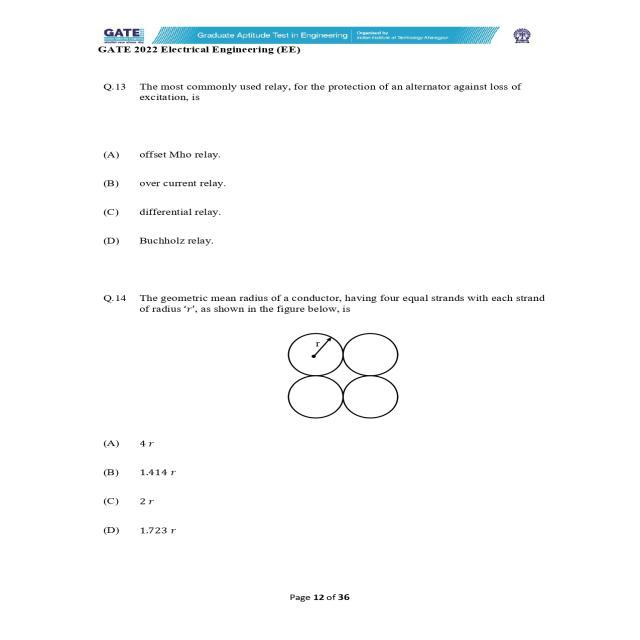 GATE
Graduate Aptitude Test in Engineering
Organised by
Indian Institute of Technology Kharagpur
GATE 2022 Electrical Engineering (EE)
Q.13 The most commonly used relay, for the protection of an alternator against loss of
excitation, is
(A) offset Mho relay.
(B) over current relay.
(C) differential relay.
(D) Buchholz relay.
Q.14 The geometric mean radius of a conductor, having four equal strands with each strand
of radius ‘r’, as shown in the figure below, is
r
(A) 4 r
(B) 1.414 r
(C) 2 r
(D) 1.723 r
Page 12 of 36